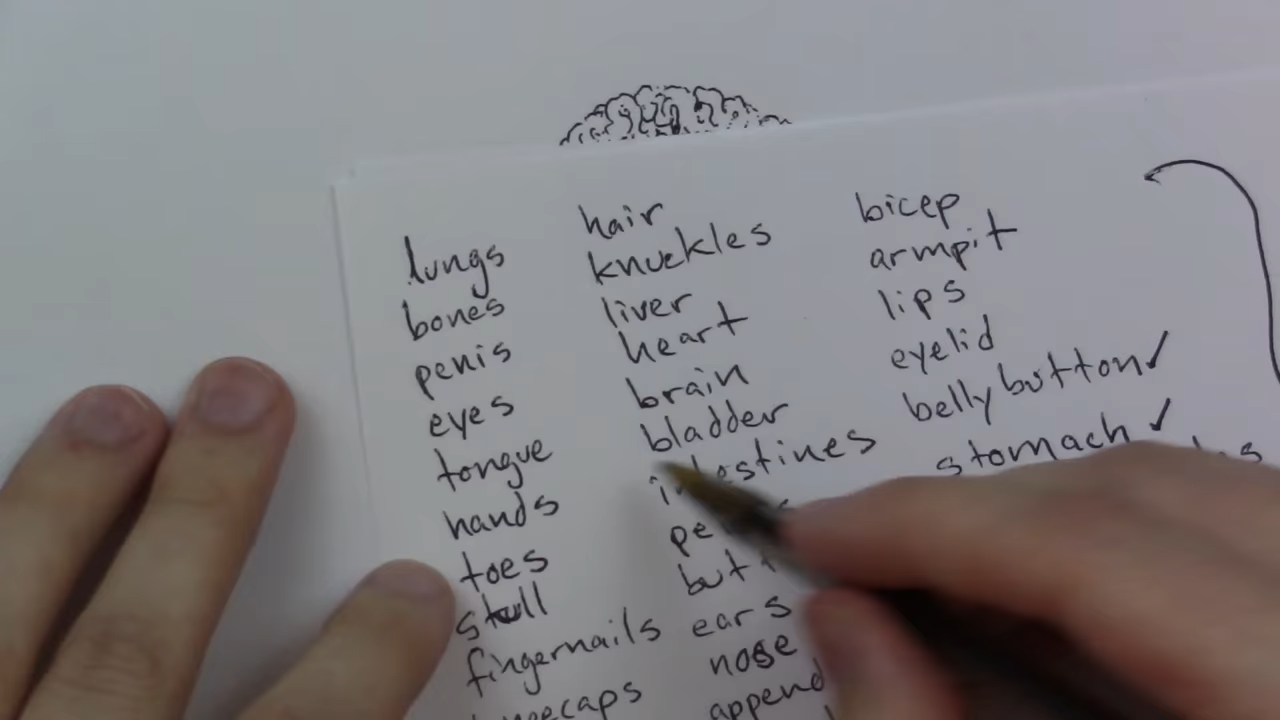 lungs
bones
penis
eyes
tongue
hands
toes
skull
fingernails
hair
knuckles
liver
heart
brain
bladder
ears
nose
bicep
armpit
lips
eyelid
bellybutton ✓
stomach ✓